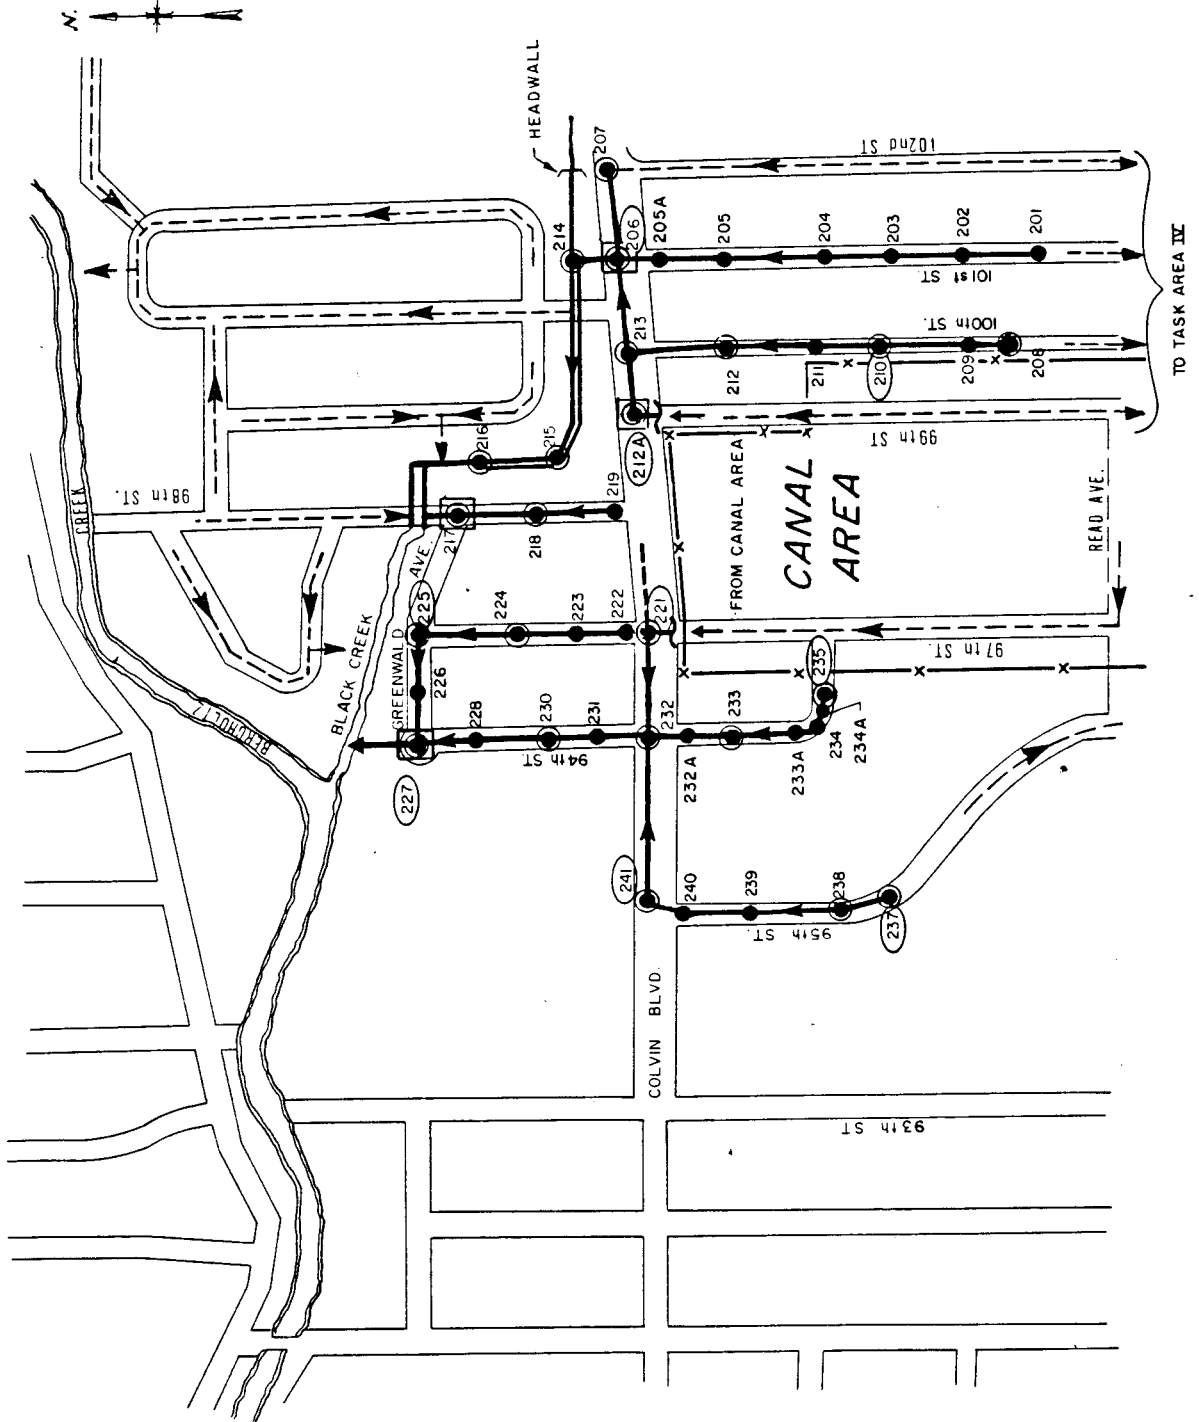 N.
HEADWALL
207
214
206
205A
205
204
203
202
201
102nd ST
101st ST.
100th ST.
99th ST
213
212
211
210
209
208
212A
TO TASK AREA IV
216
215
219
98th ST.
217
218
CREEK
BERGHOLTZ
BLACK CREEK
GREENWALD AVE.
225
224
223
222
221
FROM CANAL AREA
CANAL
AREA
READ AVE.
97th ST.
226
227
228
230
231
232
94th ST
232A
233
233A
234
234A
235
241
240
239
238
237
95th ST.
COLVIN BLVD.
93th ST